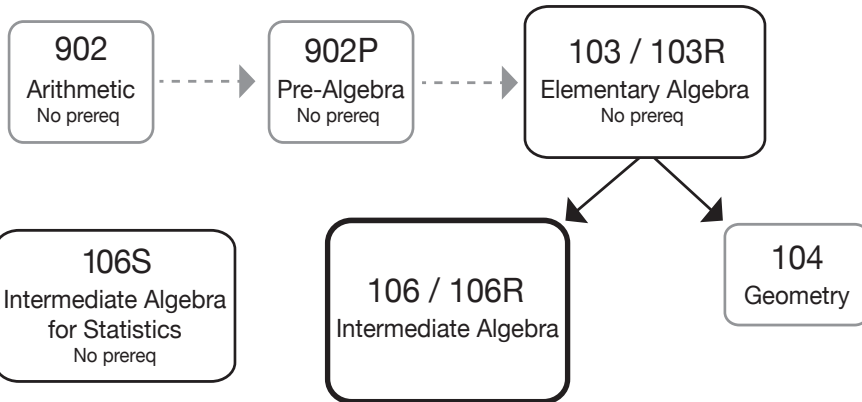 902
Arithmetic
No prereq
902P
Pre-Algebra
No prereq
103 / 103R
Elementary Algebra
No prereq
106S
Intermediate Algebra
for Statistics
No prereq
106 / 106R
Intermediate Algebra
104
Geometry